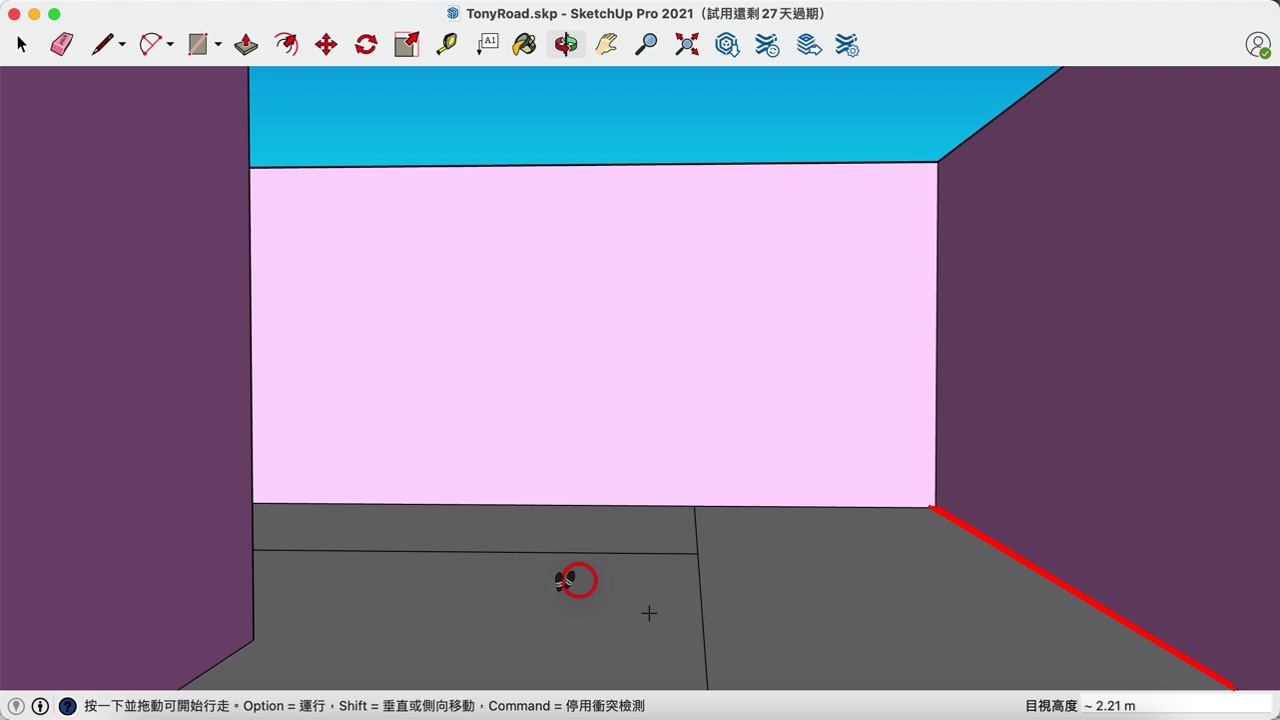 TonyRoad.skp - SketchUp Pro 2021（試用還剩 27 天過期）
A1
?
按一下並拖動可開始行走。Option = 運行，Shift = 垂直或側向移動，Command = 停用衝突檢測
目視高度
~ 2.21 m